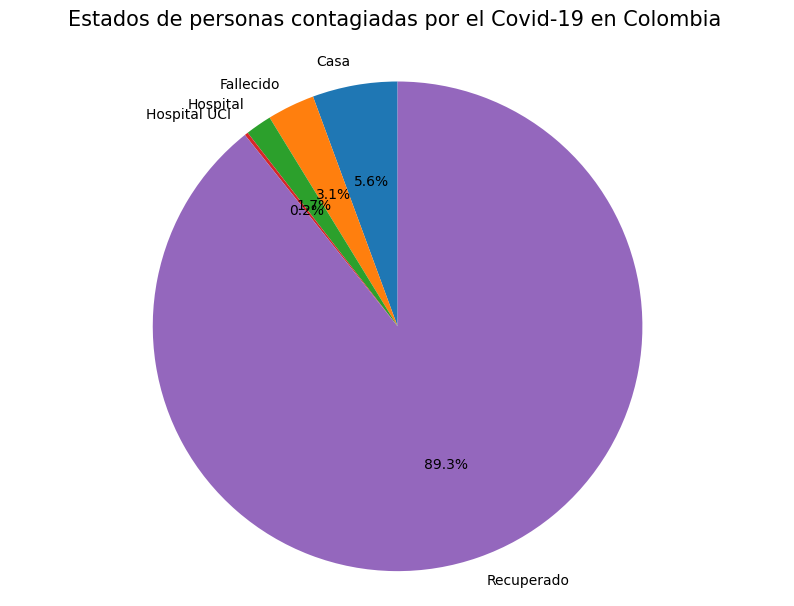 Estados de personas contagiadas por el Covid-19 en Colombia
Casa
Fallecido
Hospital
Hospital UCI
5.6%
3.1%
1.7%
0.2%
89.3%
Recuperado